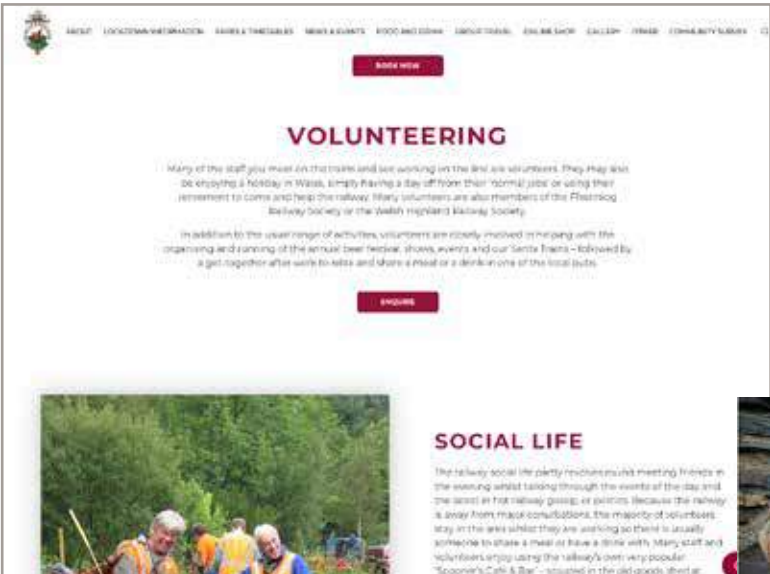 ABOUT LOCKDOWN INFORMATION FARES & TIMETABLES NEWS & EVENTS FOOD AND DRINK GROUP TRAVEL ONLINE SHOP GALLERY OTHER COMMUNITY SURVEY
BOOK NOW
VOLUNTEERING
Many of the staff you meet on the trains and see working on the line are volunteers. They may also
be enjoying a holiday in Wales, simply having a day off from their 'normal jobs' or using their
retirement to come and help the railway. Many volunteers are also members of the Ffestiniog
Railway Society or the Welsh Highland Railway Society.
In addition to the usual range of activities, volunteers are closely involved in helping with the
organising and running of the annual beer festival, shows, events and our Santa Trains – followed by
a get-together after work to relax and share a meal or a drink in one of the local pubs.
ENQUIRE
SOCIAL LIFE
The railway social life partly revolves round meeting friends in
the evening whilst talking through the events of the day and
the latest in hot railway gossip, or politics. Because the railway
is away from major conurbations, the majority of volunteers
stay in the area whilst they are working so there is usually
someone to share a meal or have a drink with. Many staff and
volunteers enjoy using the railway's own very popular
'Spooner's Café & Bar' - situated in the old goods shed at